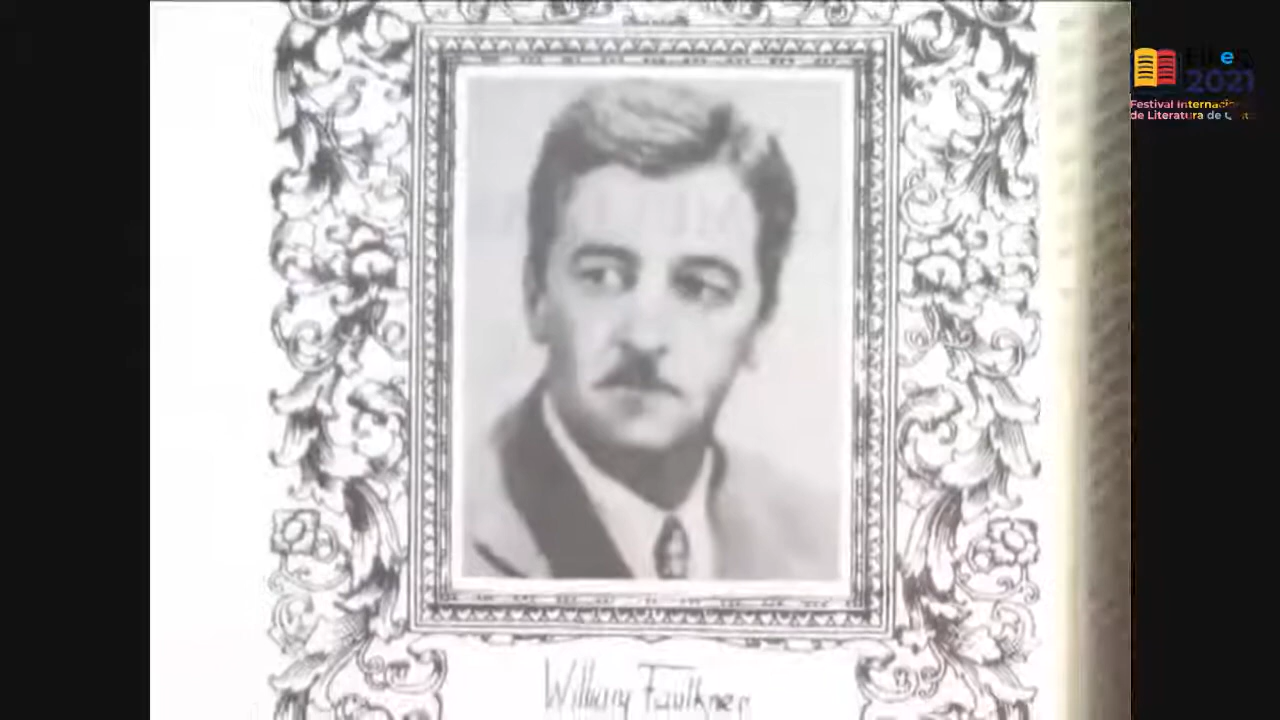 2021
Festival Internacio
de Literatura de
William Faulkner